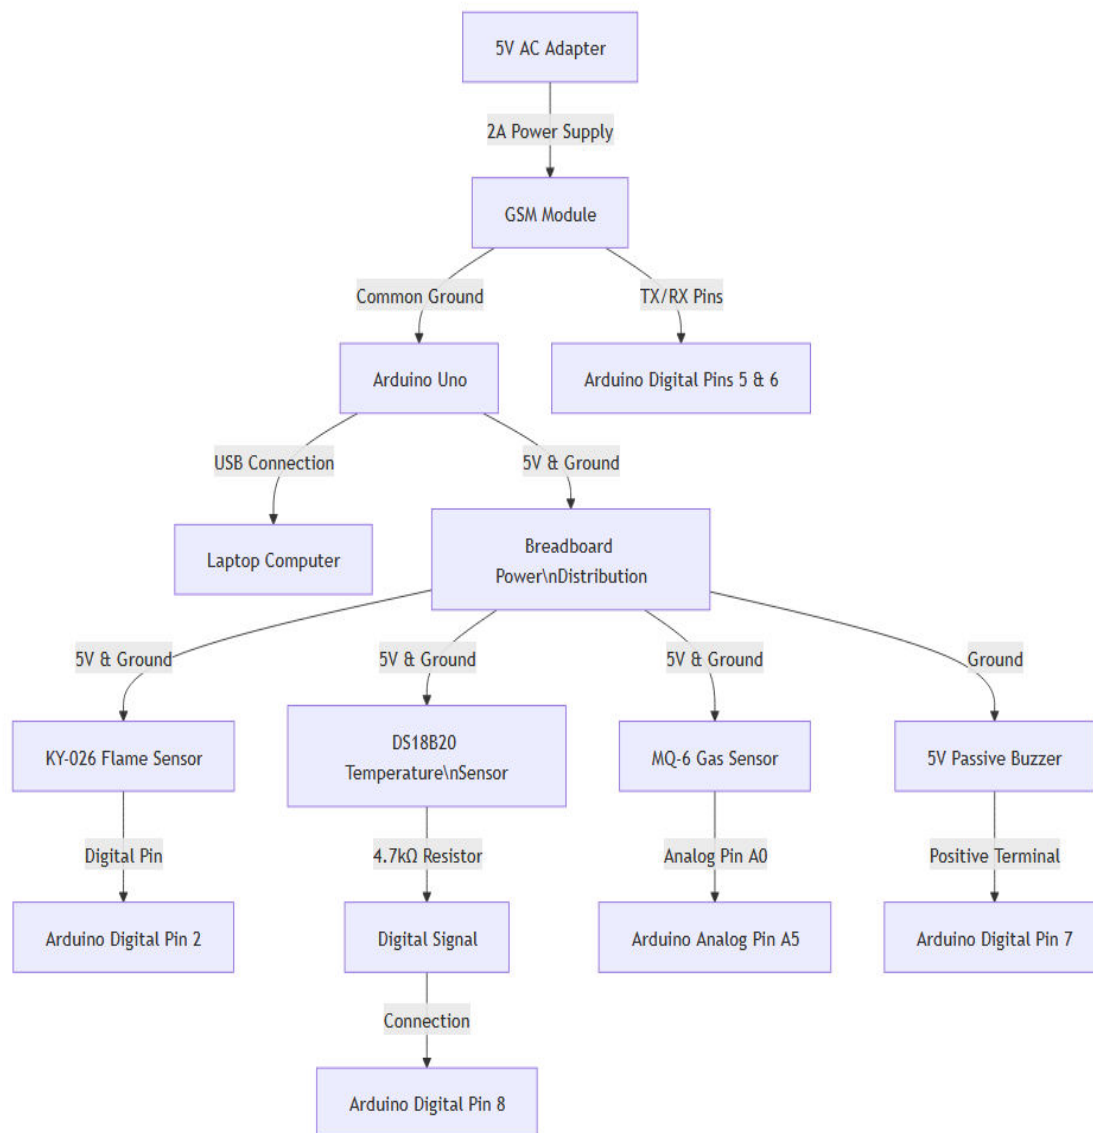 5V AC Adapter
2A Power Supply
GSM Module
Common Ground
TX/RX Pins
Arduino Uno
Arduino Digital Pins 5 & 6
USB Connection
5V & Ground
Laptop Computer
Breadboard
Power\nDistribution
5V & Ground
5V & Ground
5V & Ground
Ground
KY-026 Flame Sensor
DS18B20
Temperature\nSensor
MQ-6 Gas Sensor
5V Passive Buzzer
Digital Pin
4.7kΩ Resistor
Analog Pin A0
Positive Terminal
Arduino Digital Pin 2
Digital Signal
Arduino Analog Pin A5
Arduino Digital Pin 7
Connection
Arduino Digital Pin 8